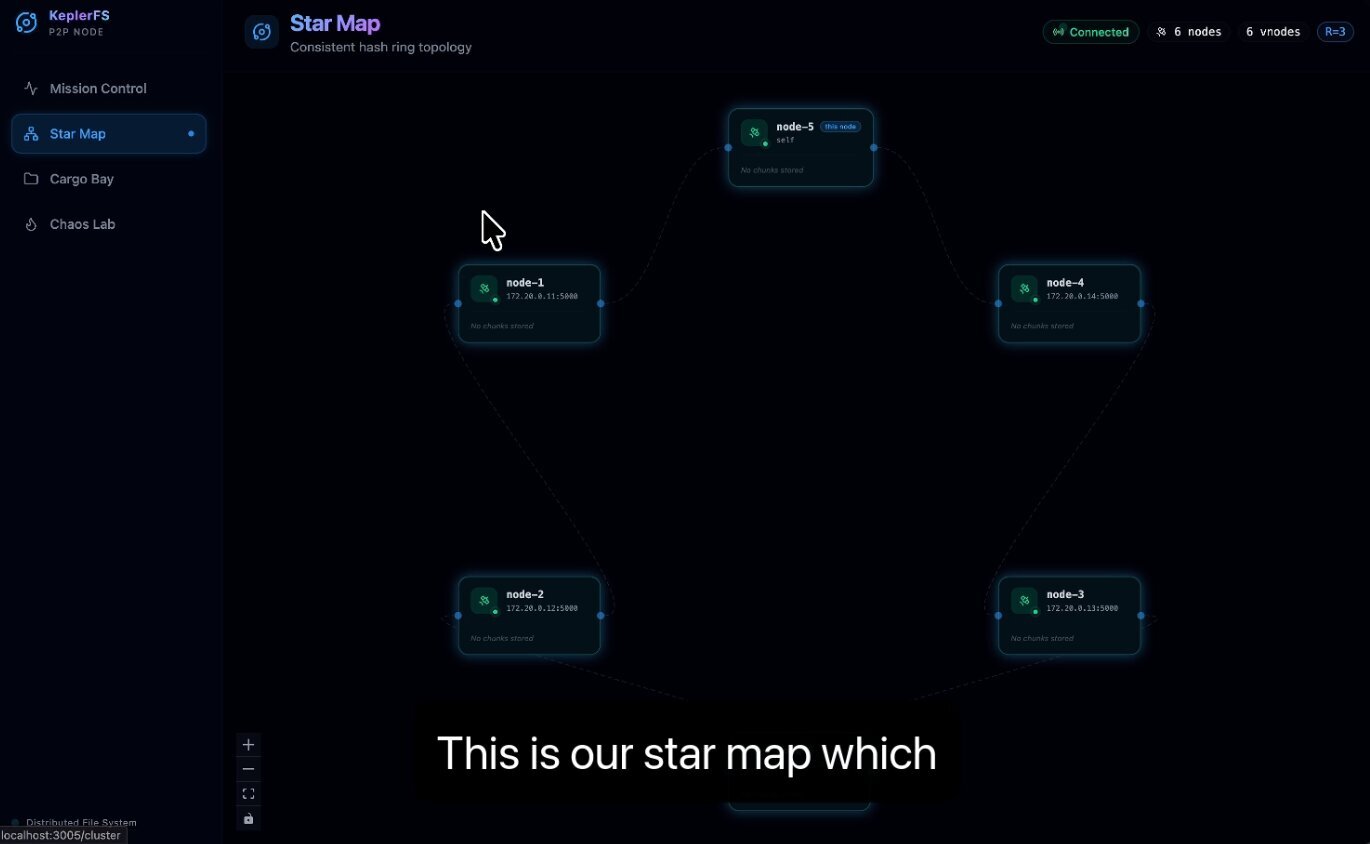 KeplerFS
P2P NODE
Mission Control
Star Map
Cargo Bay
Chaos Lab
Star Map
Consistent hash ring topology
Connected
6 nodes
6 vnodes
R=3
node-5
this node
self
No chunks stored
node-1
172.20.0.11:5000
No chunks stored
node-4
172.20.0.14:5000
No chunks stored
node-2
172.20.0.12:5000
No chunks stored
node-3
172.20.0.13:5000
No chunks stored
This is our star map which
Distributed File System
localhost:3005/cluster